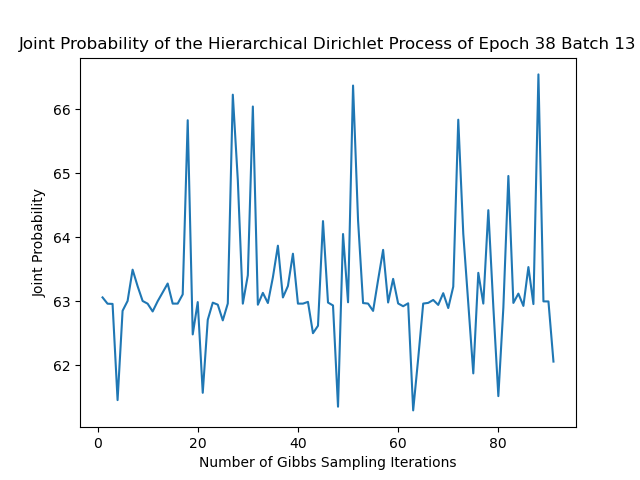 Joint Probability of the Hierarchical Dirichlet Process of Epoch 38 Batch 13
66
65
64
63
62
Joint Probability
0 20 40 60 80
Number of Gibbs Sampling Iterations